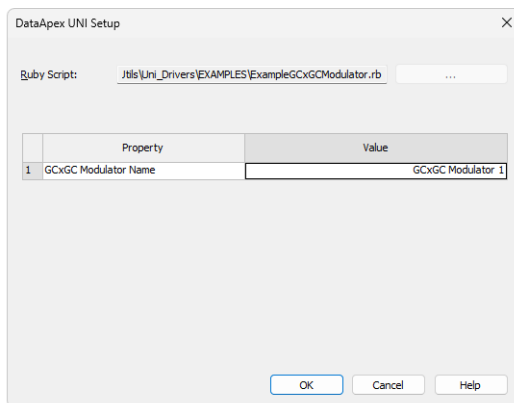 DataApex UNI Setup
Ruby Script: Jtils\Uni_Drivers\EXAMPLES\ExampleGCxGCModulator.rb ...
Property Value
1 GCxGC Modulator Name GCxGC Modulator 1
OK Cancel Help